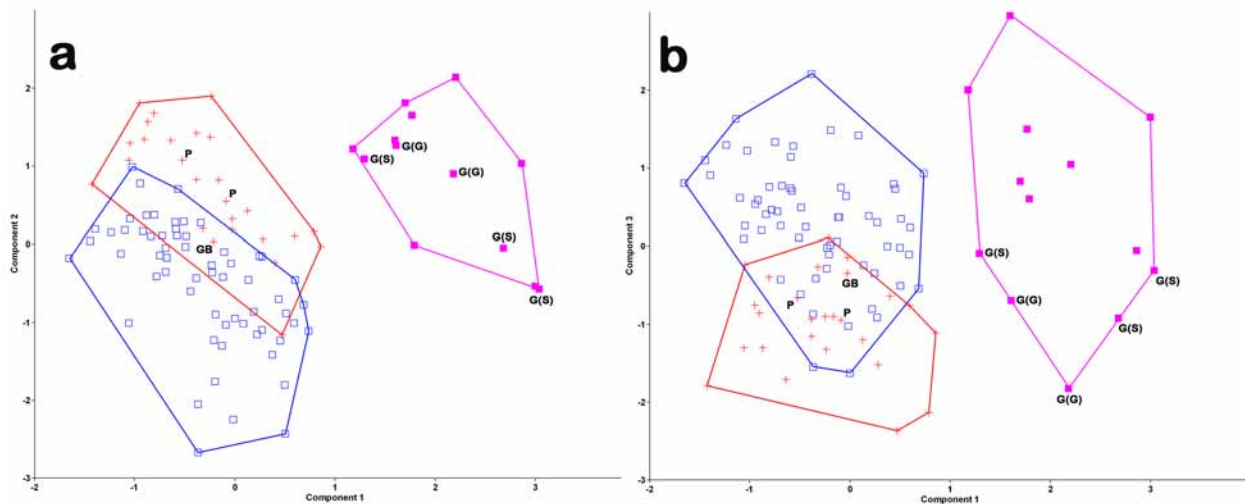 a
2
1
0
-1
-2
-3
-2
-1
0
1
2
3
Component 1
Component 2
P
P
GB
G(S)
G(G)
G(G)
G(S)
G(S)
b
2
1
0
-1
-2
-3
-2
-1
0
1
2
3
Component 1
Component 3
GB
P
P
G(S)
G(S)
G(G)
G(S)
G(G)